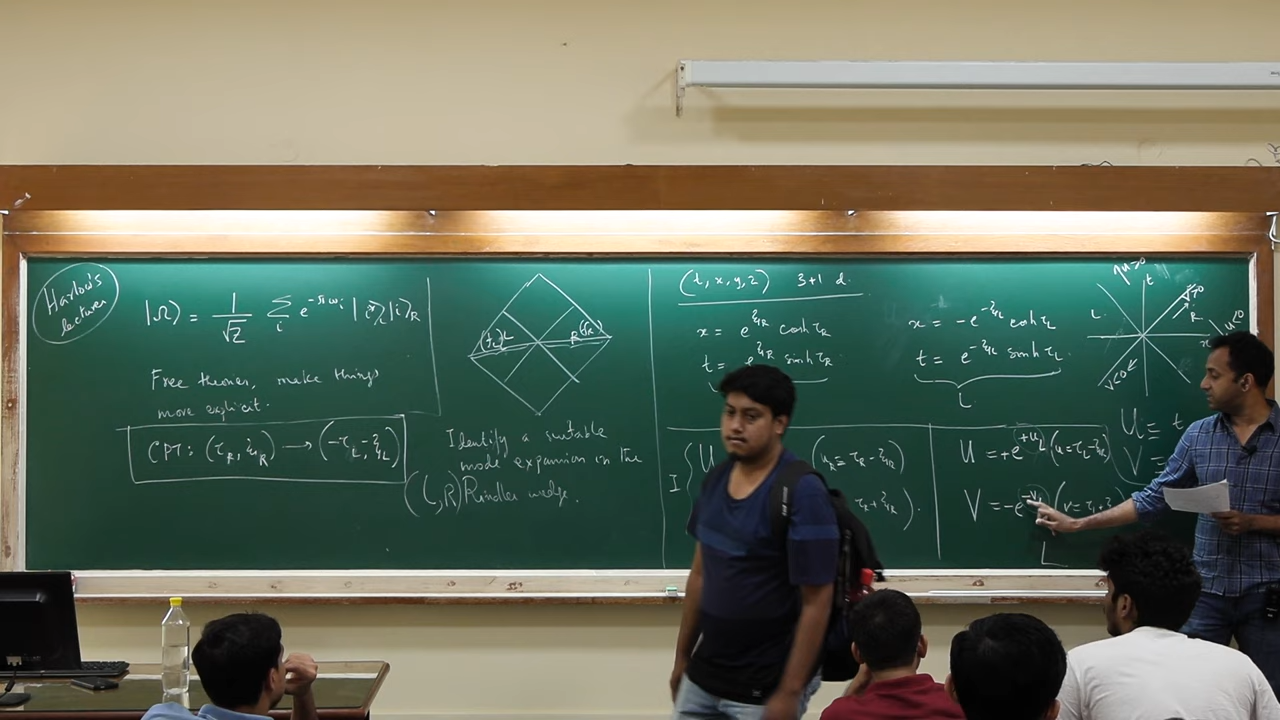 Harlow's
lectures
|Ω⟩ = 1/√2 Σ_i e^{-πω_i} |i⟩_L |i⟩_R
Free theories, make things
more explicit.
CPT: (τ_R, ξ_R) → (-τ_L, -ξ_L)
L R
Identify a suitable
mode expansion in the
(L,R) Rindler wedge.
(t, x, y, z) 3+1 d.
x = e^{ξ_R} cosh τ_R
t = e^{ξ_R} sinh τ_R
x = -e^{-ξ_L} cosh τ_L
t = e^{-ξ_L} sinh τ_L
L
I { U
(u_R = τ_R - ξ_R)
τ_R + ξ_R).
U = +e^{+u_L} (u = τ_L - ξ_L)
V = -e^{-v_L} (v = τ_L + ξ
L
U ≡ t
V ≡
t
L
R
x